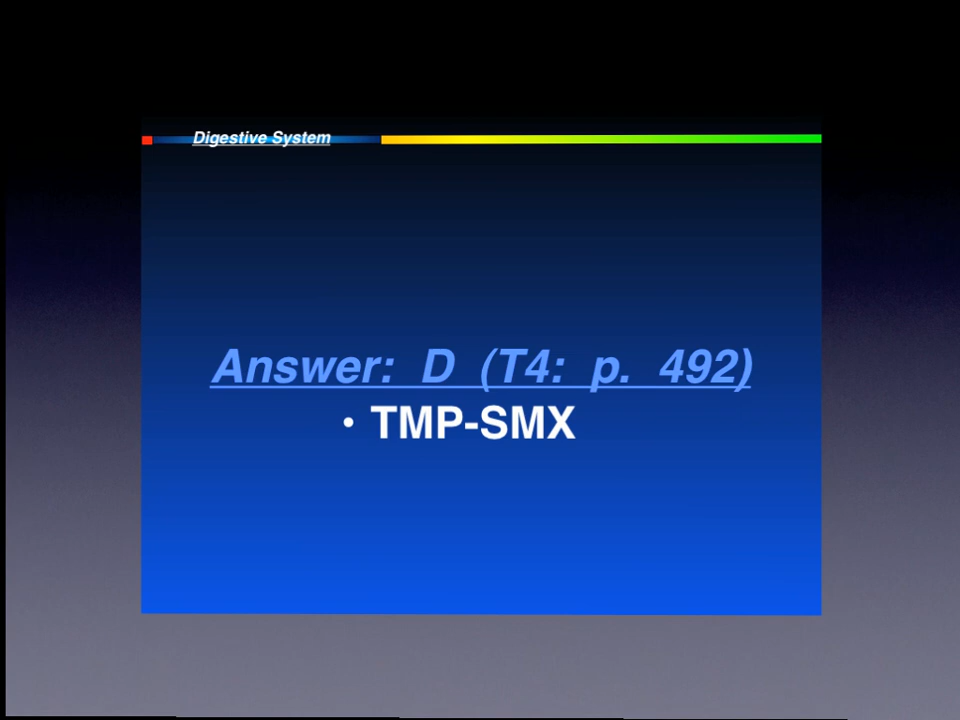 Digestive System
Answer: D (T4: p. 492)
• TMP-SMX